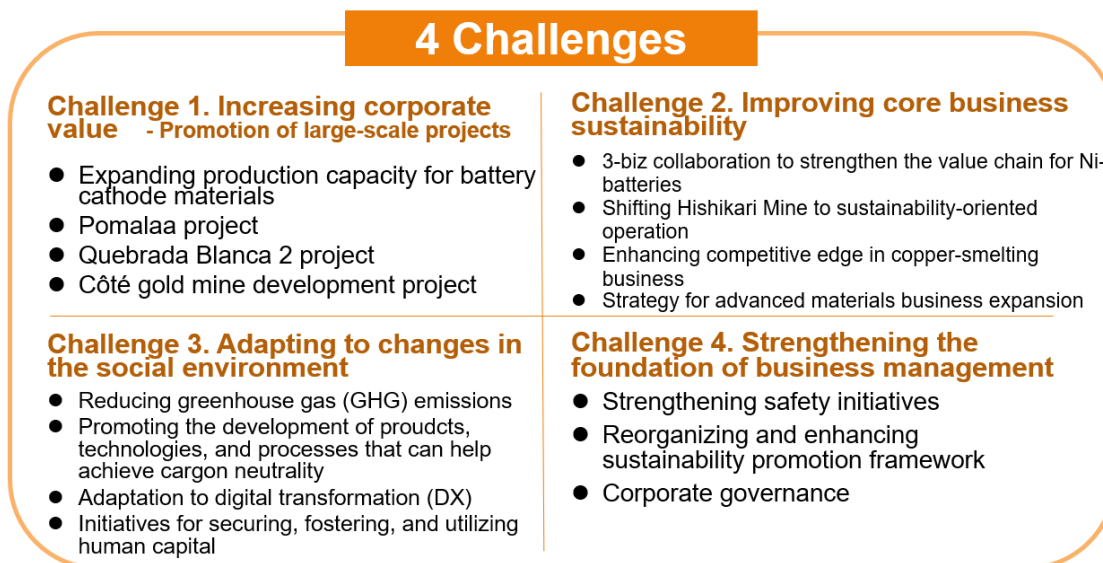 4 Challenges
Challenge 1. Increasing corporate
value - Promotion of large-scale projects
● Expanding production capacity for battery
cathode materials
● Pomalaa project
● Quebrada Blanca 2 project
● Côté gold mine development project
Challenge 2. Improving core business
sustainability
● 3-biz collaboration to strengthen the value chain for Ni-
batteries
● Shifting Hishikari Mine to sustainability-oriented
operation
● Enhancing competitive edge in copper-smelting
business
● Strategy for advanced materials business expansion
Challenge 3. Adapting to changes in
the social environment
● Reducing greenhouse gas (GHG) emissions
● Promoting the development of proudcts,
technologies, and processes that can help
achieve cargon neutrality
● Adaptation to digital transformation (DX)
● Initiatives for securing, fostering, and utilizing
human capital
Challenge 4. Strengthening the
foundation of business management
● Strengthening safety initiatives
● Reorganizing and enhancing
sustainability promotion framework
● Corporate governance